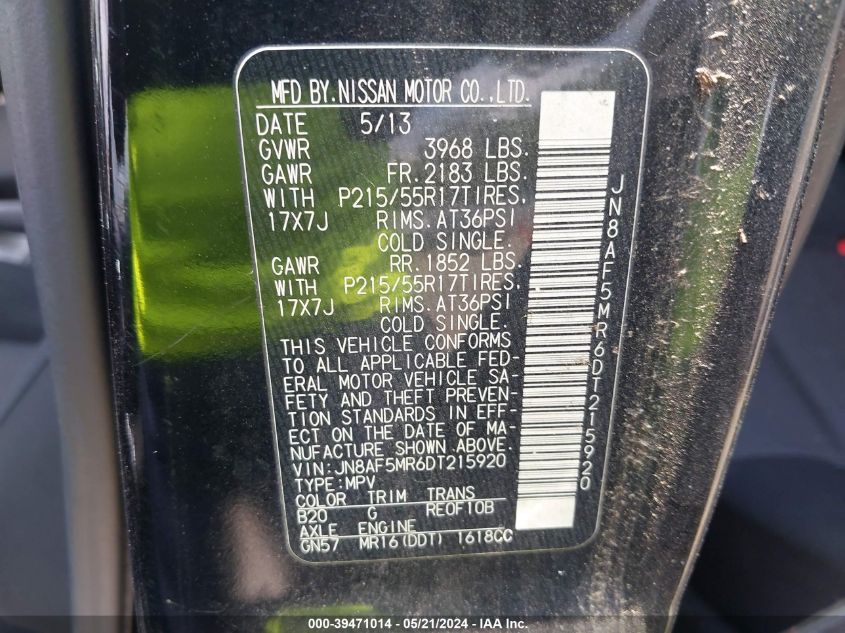 MFD BY.NISSAN MOTOR CO.,LTD.
DATE 5/13
GVWR 3968 LBS.
GAWR FR.2183 LBS.
WITH P215/55R17TIRES.
17X7J RIMS.AT36PSI
COLD SINGLE.
GAWR RR.1852 LBS.
WITH P215/55R17TIRES.
17X7J RIMS.AT36PSI
COLD SINGLE.
THIS VEHICLE CONFORMS
TO ALL APPLICABLE FED-
ERAL MOTOR VEHICLE SA-
FETY AND THEFT PREVEN-
TION STANDARDS IN EFF-
ECT ON THE DATE OF MA-
NUFACTURE SHOWN ABOVE.
VIN:JN8AF5MR6DT215920
TYPE:MPV
COLOR TRIM TRANS
B20 G RE0F10B
AXLE ENGINE
GN57 MR16(DDT) 1618CC
JN8AF5MR6DT215920
000-39471014 - 05/21/2024 - IAA Inc.